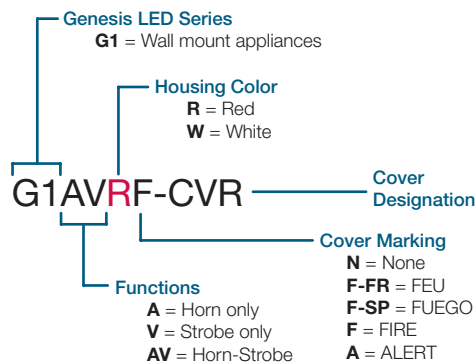 Genesis LED Series
G1 = Wall mount appliances
Housing Color
R = Red
W = White
G1AVRF-CVR
Cover
Designation
Cover Marking
N = None
F-FR = FEU
F-SP = FUEGO
F = FIRE
A = ALERT
Functions
A = Horn only
V = Strobe only
AV = Horn-Strobe